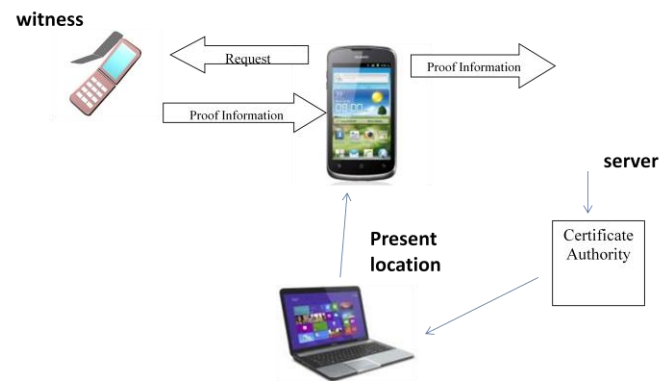 witness
Request
Proof Information
Proof Information
server
Certificate
Authority
Present
location